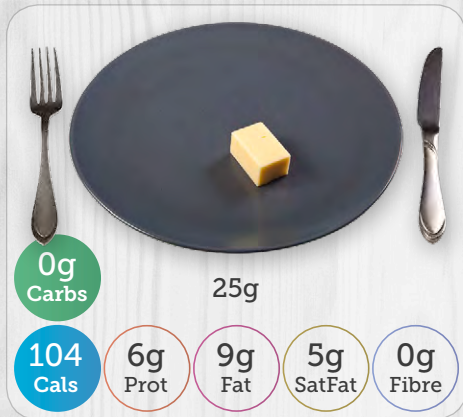 0g
Carbs
25g
104
Cals
6g
Prot
9g
Fat
5g
SatFat
0g
Fibre